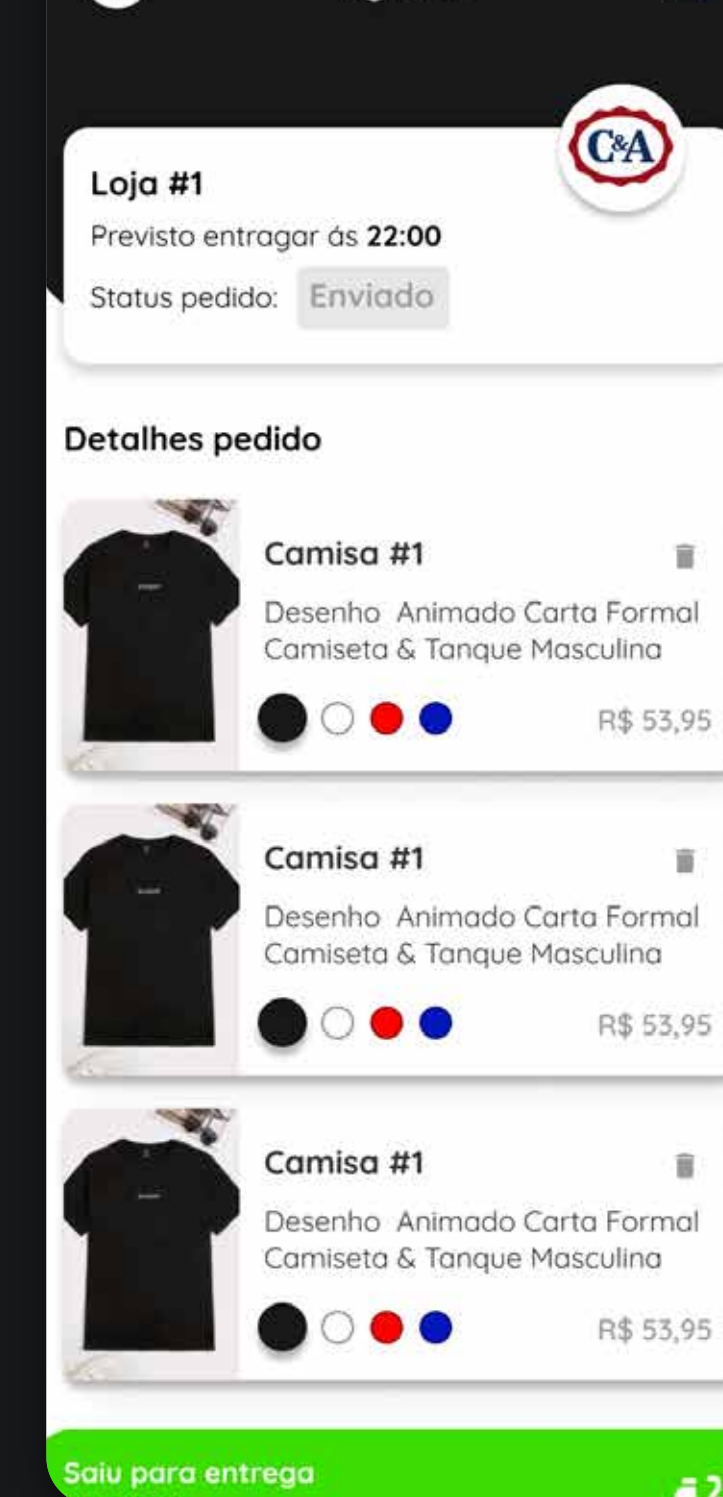 C&A
Loja #1
Previsto entragar ás 22:00
Status pedido: Enviado
Detalhes pedido
Camisa #1
Desenho Animado Carta Formal
Camiseta & Tanque Masculina
R$ 53,95
Camisa #1
Desenho Animado Carta Formal
Camiseta & Tanque Masculina
R$ 53,95
Camisa #1
Desenho Animado Carta Formal
Camiseta & Tanque Masculina
R$ 53,95
Saiu para entrega